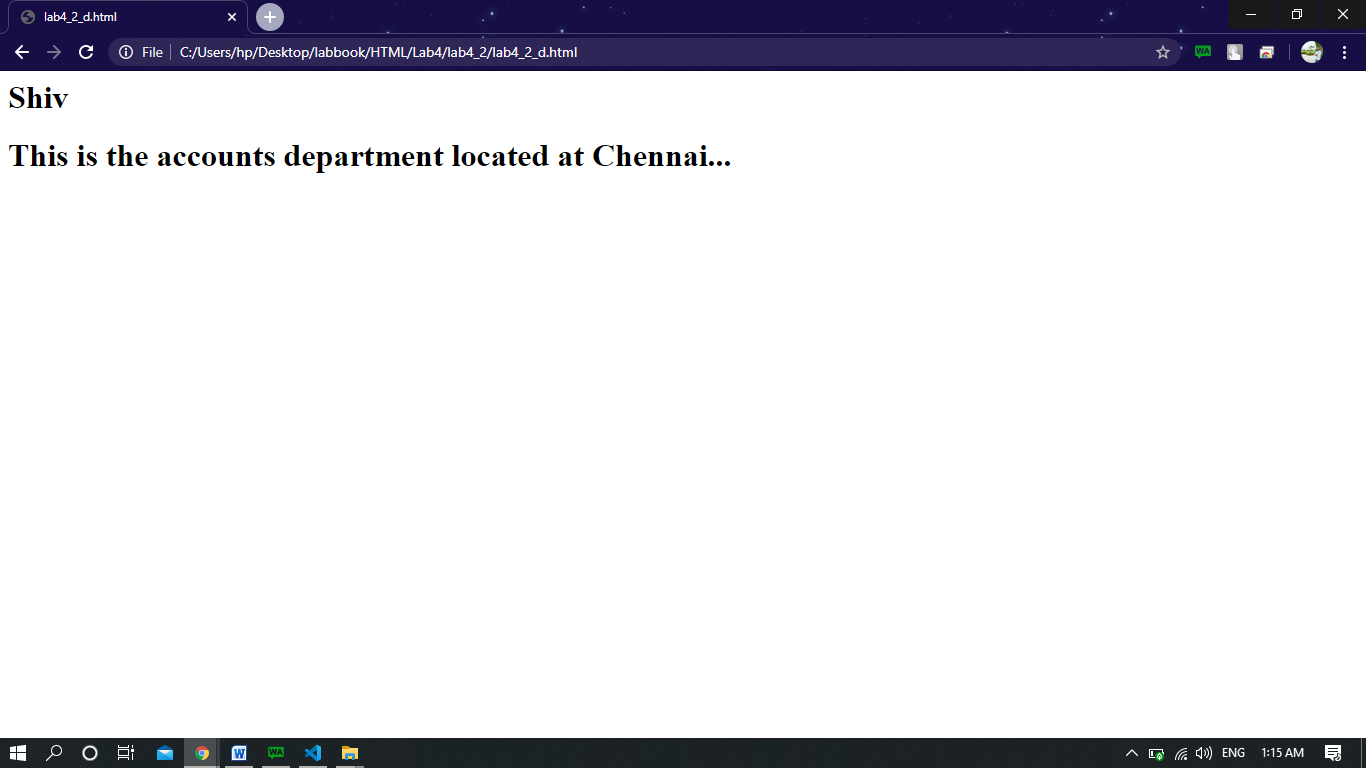 lab4_2_d.html
File C:/Users/hp/Desktop/labbook/HTML/Lab4/lab4_2/lab4_2_d.html
WA
Shiv
This is the accounts department located at Chennai...
W
WA
ENG
1:15 AM